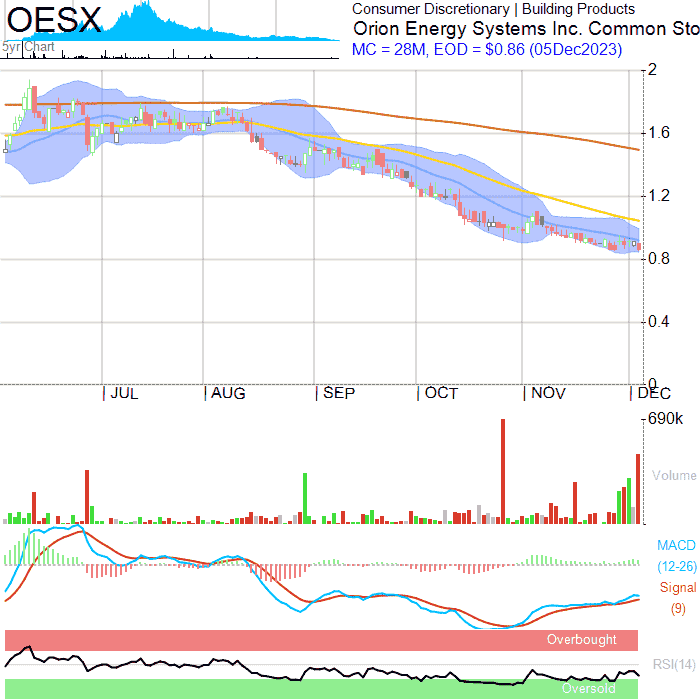 OESX
5yr Chart
Consumer Discretionary | Building Products
Orion Energy Systems Inc. Common Sto
MC = 28M, EOD = $0.86 (05Dec2023)
2
1.6
1.2
0.8
0.4
0
JUL AUG SEP OCT NOV DEC
690k
Volume
MACD
(12-26)
Signal
(9)
Overbought
RSI(14)
Oversold